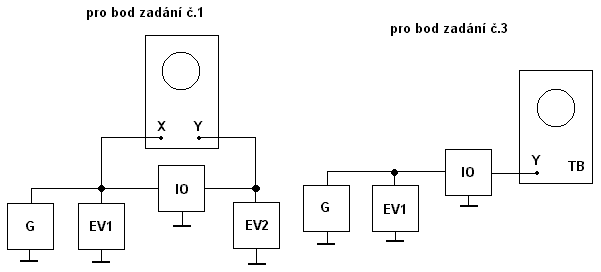 pro bod zadání č.1
pro bod zadání č.3
X Y
IO
G EV1 EV2
Y TB
IO
G EV1